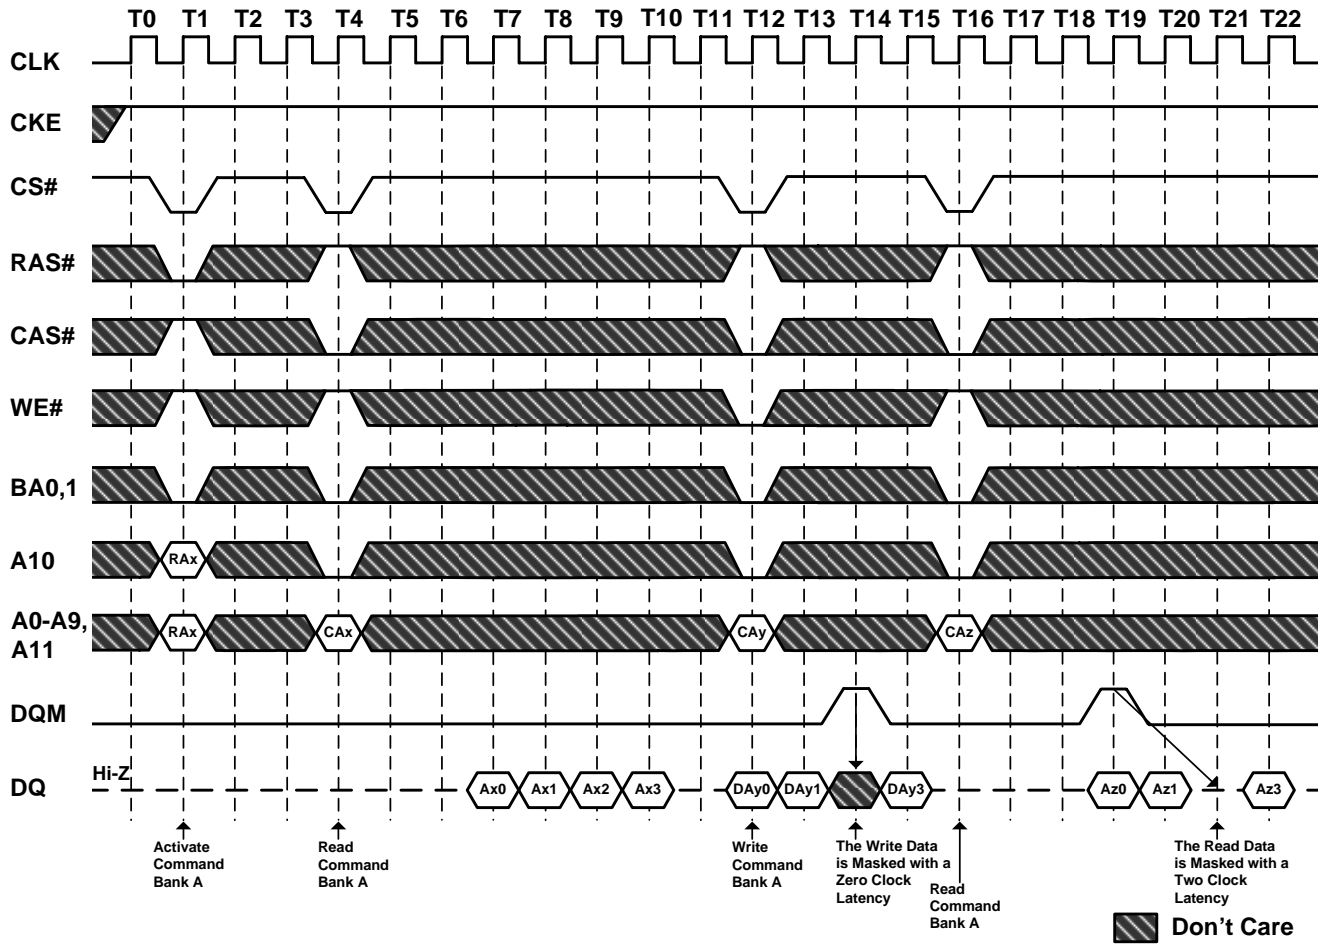 T0 T1 T2 T3 T4 T5 T6 T7 T8 T9 T10 T11 T12 T13 T14 T15 T16 T17 T18 T19 T20 T21 T22
CLK
CKE
CS#
RAS#
CAS#
WE#
BA0,1
A10 RAx
A0-A9,
A11
RAx CAx CAy CAz
DQM
Hi-Z
DQ
Ax0 Ax1 Ax2 Ax3 DAy0 DAy1 DAy3 Az0 Az1 Az3
Activate
Command
Bank A
Read
Command
Bank A
Write
Command
Bank A
The Write Data
is Masked with a
Zero Clock
Latency
Read
Command
Bank A
The Read Data
is Masked with a
Two Clock
Latency
Don't Care